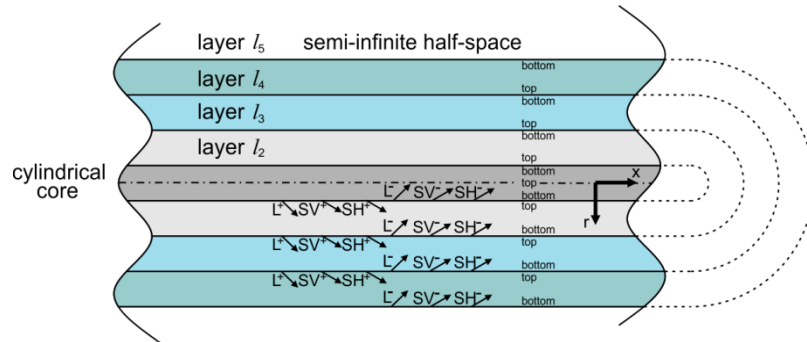 layer l₅ semi-infinite half-space
bottom
layer l₄
top
bottom
layer l₃
top
bottom
layer l₂
top
cylindrical
core
bottom
top
x
L⁻ SV⁻ SH⁻
bottom
L⁺ SV⁺ SH⁺
top
r
L⁻ SV⁻ SH⁻
bottom
L⁺ SV⁺ SH⁺
top
L⁻ SV⁻ SH⁻
bottom
L⁺ SV⁺ SH⁺
top
L⁻ SV⁻ SH⁻
bottom